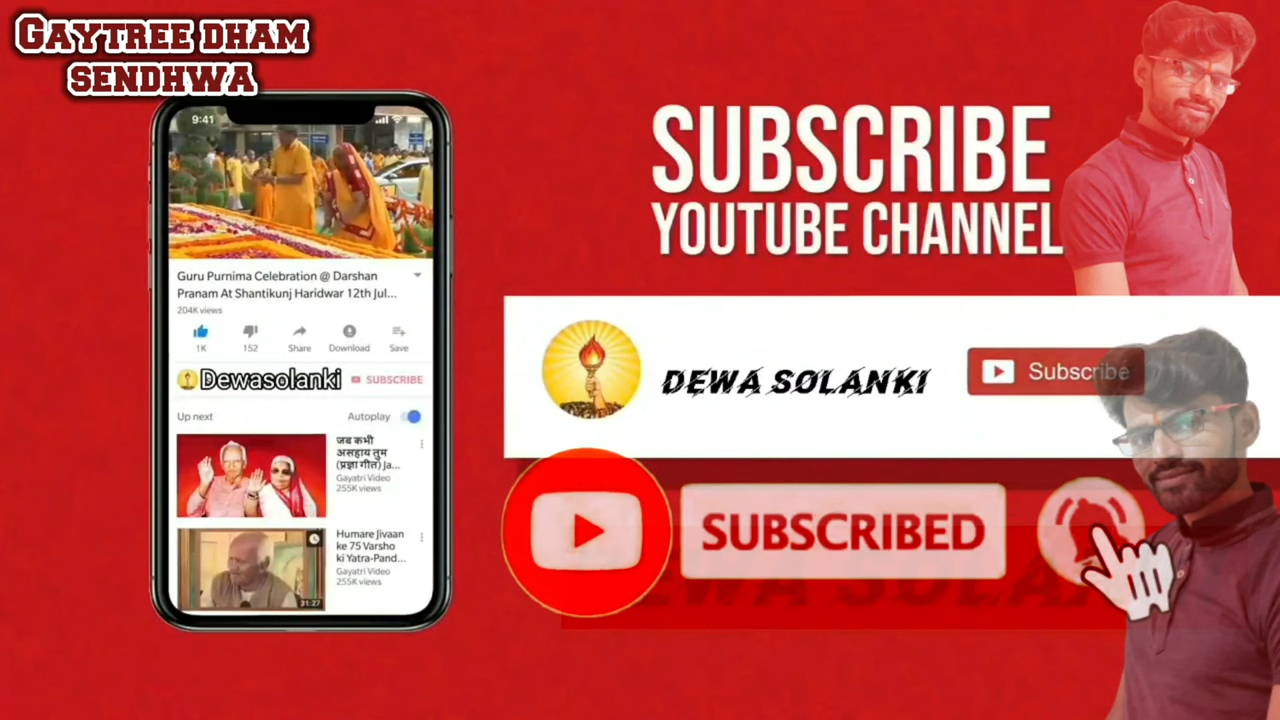 GAYTREE DHAM
SENDHWA
9:41
Guru Purnima Celebration @ Darshan
Pranam At Shantikunj Haridwar 12th Jul...
204K views
1K
152
Share
Download
Save
Dewasolanki
SUBSCRIBE
Up next
Autoplay
जब कभी
असहाय तुम
(प्रज्ञा गीत) Ja...
Gayatri Video
255K views
Humare Jivaan
ke 75 Varsho
ki Yatra-Pand...
Gayatri Video
255K views
31:27
SUBSCRIBE
YOUTUBE CHANNEL
DEWA SOLANKI
Subscribe
SUBSCRIBED